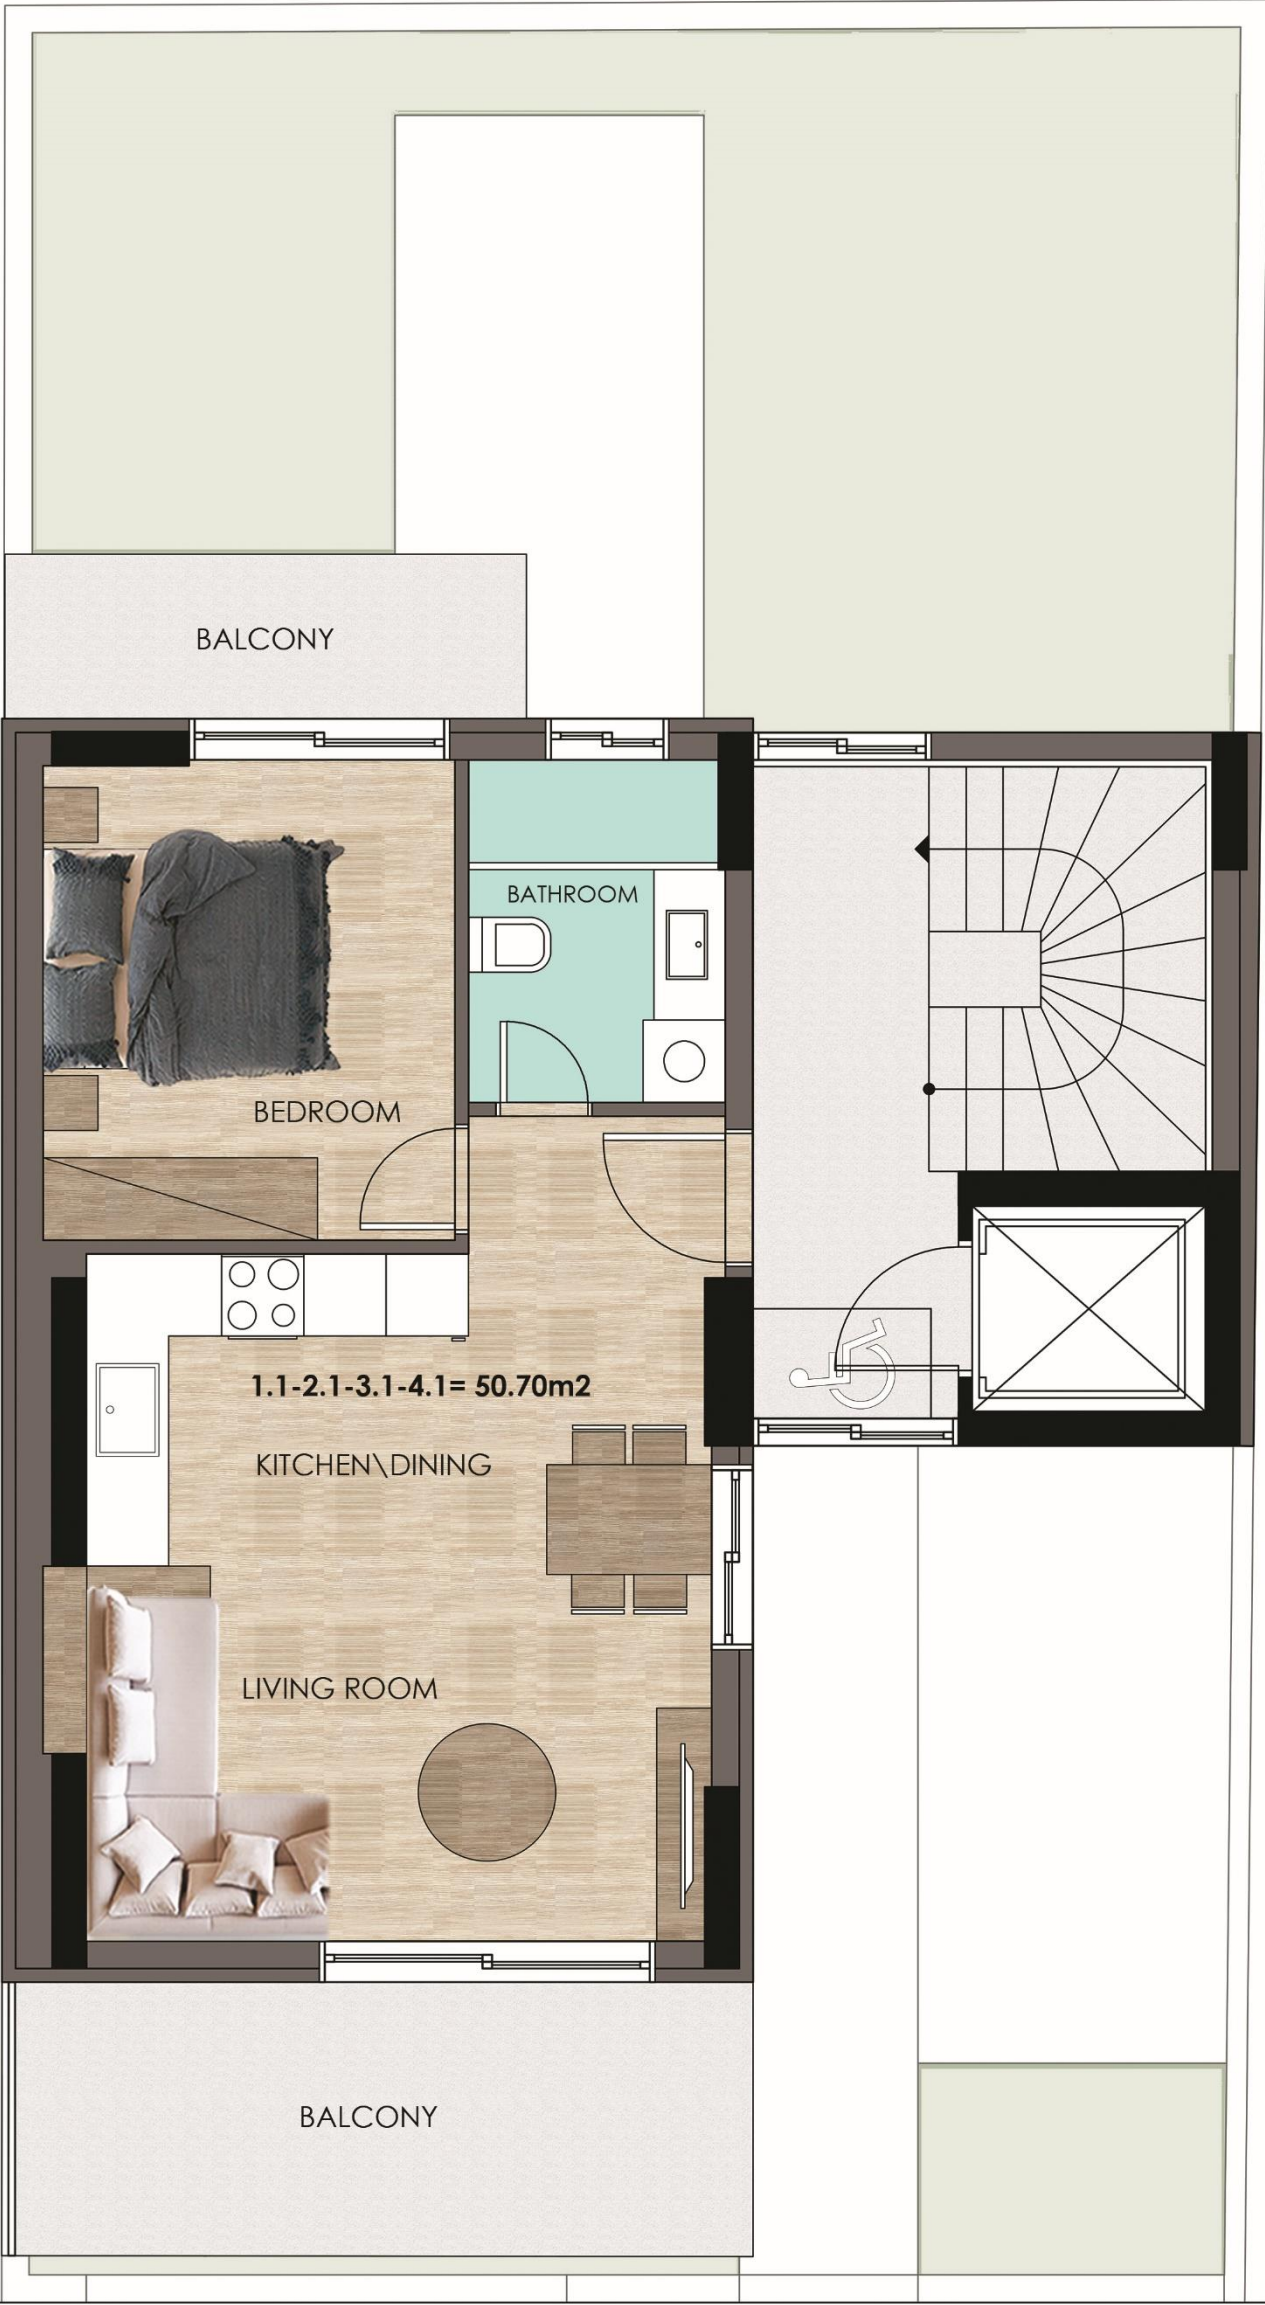 BALCONY
BATHROOM
BEDROOM
1.1-2.1-3.1-4.1= 50.70m2
KITCHEN\DINING
LIVING ROOM
BALCONY